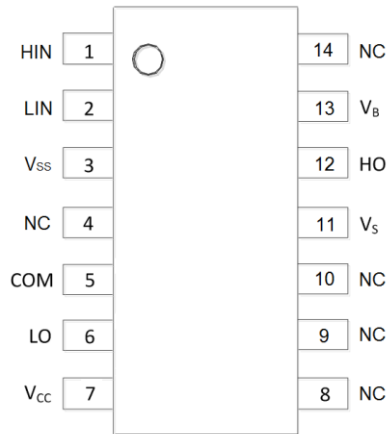 HIN 1 14 NC
LIN 2 13 VB
VSS 3 12 HO
NC 4 11 VS
COM 5 10 NC
LO 6 9 NC
VCC 7 8 NC